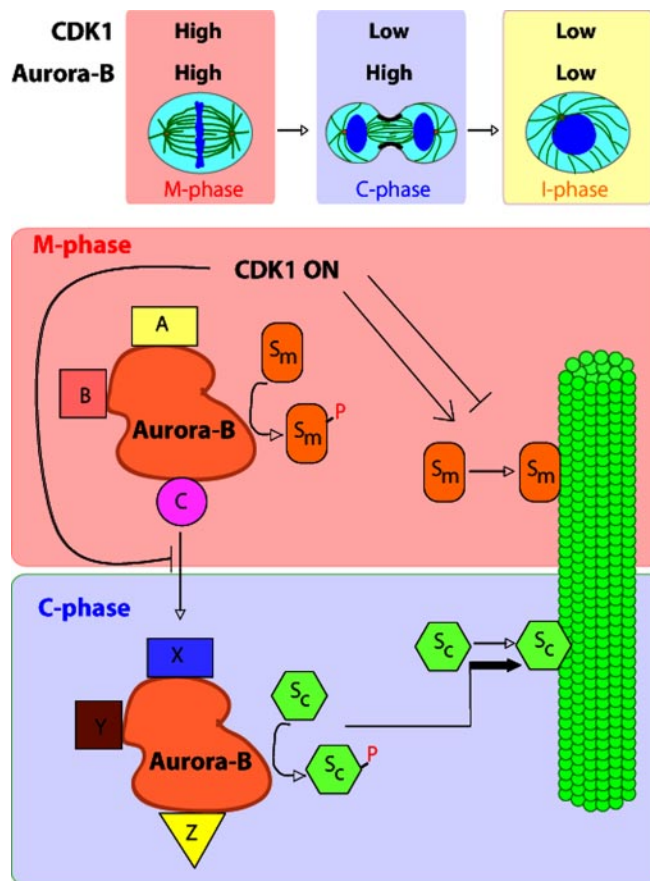 CDK1 High Low Low
Aurora-B High High Low
M-phase C-phase I-phase
M-phase
CDK1 ON
A
B
Aurora-B
C
Sm
Sm P
Sm Sm
C-phase
X
Y
Aurora-B
Z
Sc
Sc P
Sc Sc